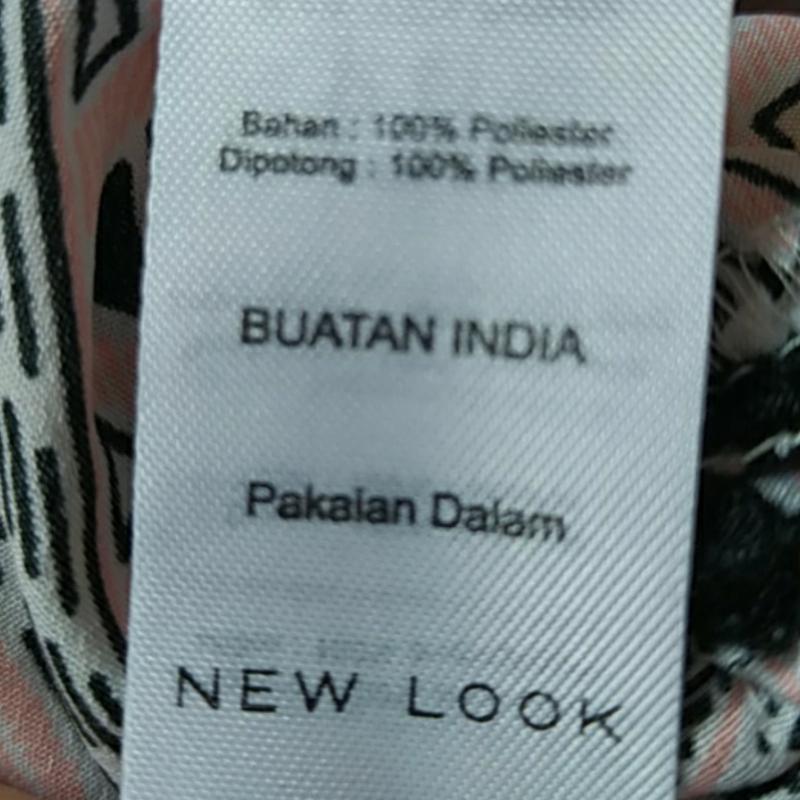 Bahan : 100% Poliester
Dipotong : 100% Poliester
BUATAN INDIA
Pakaian Dalam
NEW LOOK